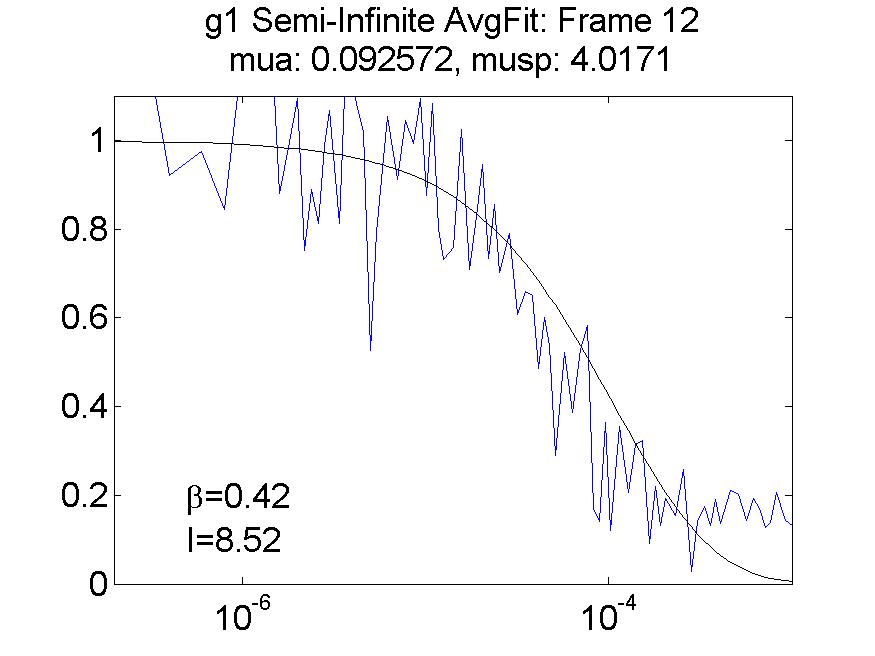 g1 Semi-Infinite AvgFit: Frame 12
mua: 0.092572, musp: 4.0171
1
0.8
0.6
0.4
0.2
0
β=0.42
I=8.52
10^-6 10^-4